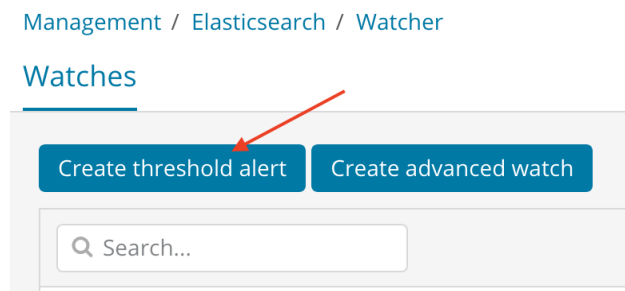 Management / Elasticsearch / Watcher
Watches
Create threshold alert Create advanced watch
Search...